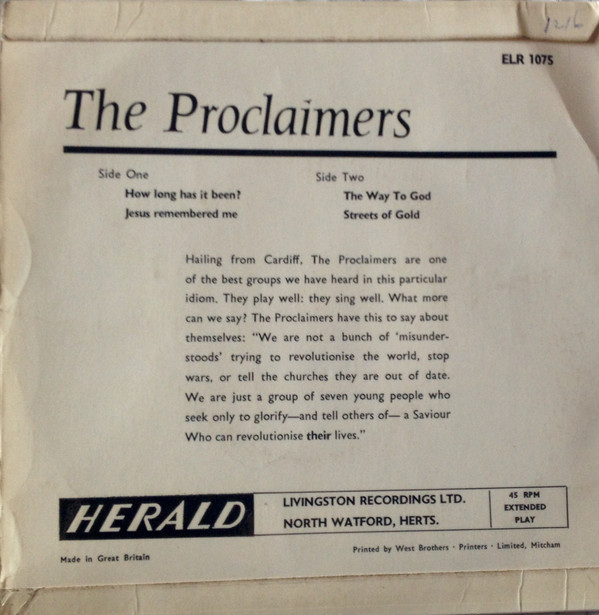 12/6
ELR 1075
The Proclaimers
Side One
How long has it been?
Jesus remembered me
Side Two
The Way To God
Streets of Gold
Hailing from Cardiff, The Proclaimers are one
of the best groups we have heard in this particular
idiom. They play well: they sing well. What more
can we say? The Proclaimers have this to say about
themselves: “We are not a bunch of ‘misunder-
stoods’ trying to revolutionise the world, stop
wars, or tell the churches they are out of date.
We are just a group of seven young people who
seek only to glorify—and tell others of— a Saviour
Who can revolutionise their lives.”
HERALD
LIVINGSTON RECORDINGS LTD.
NORTH WATFORD, HERTS.
45 RPM
EXTENDED
PLAY
Made in Great Britain
Printed by West Brothers · Printers · Limited, Mitcham